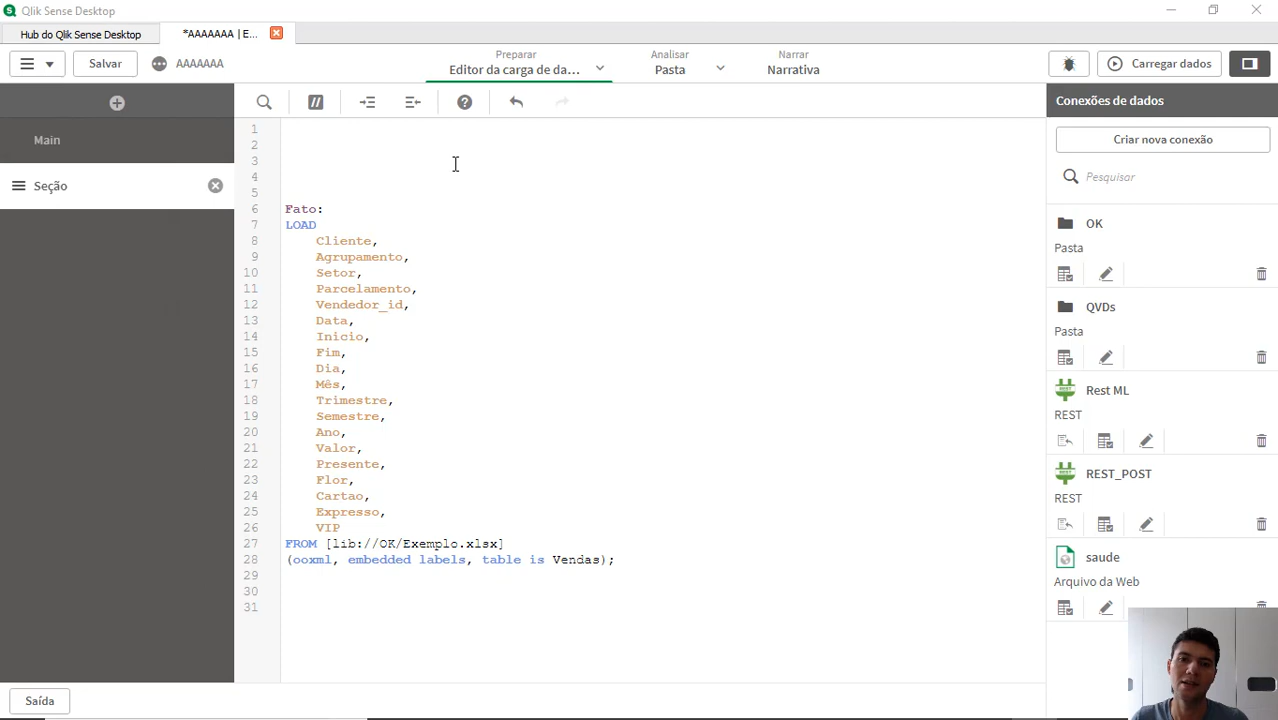 Qlik Sense Desktop
Hub do Qlik Sense Desktop
*AAAAAAA | E...
Salvar
AAAAAAA
Preparar
Editor da carga de da...
Analisar
Pasta
Narrar
Narrativa
Carregar dados
Main
Seção
1
2
3
4
5
6 Fato:
7 LOAD
8 Cliente,
9 Agrupamento,
10 Setor,
11 Parcelamento,
12 Vendedor_id,
13 Data,
14 Inicio,
15 Fim,
16 Dia,
17 Mês,
18 Trimestre,
19 Semestre,
20 Ano,
21 Valor,
22 Presente,
23 Flor,
24 Cartao,
25 Expresso,
26 VIP
27 FROM [lib://OK/Exemplo.xlsx]
28 (ooxml, embedded labels, table is Vendas);
29
30
31
Conexões de dados
Criar nova conexão
Pesquisar
OK
Pasta
QVDs
Pasta
Rest ML
REST
REST_POST
REST
saude
Arquivo da Web
Saída